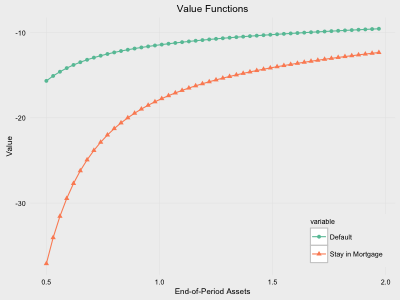 Value Functions
-10
-20
-30
Value
variable
Default
Stay in Mortgage
0.5 1.0 1.5 2.0
End-of-Period Assets